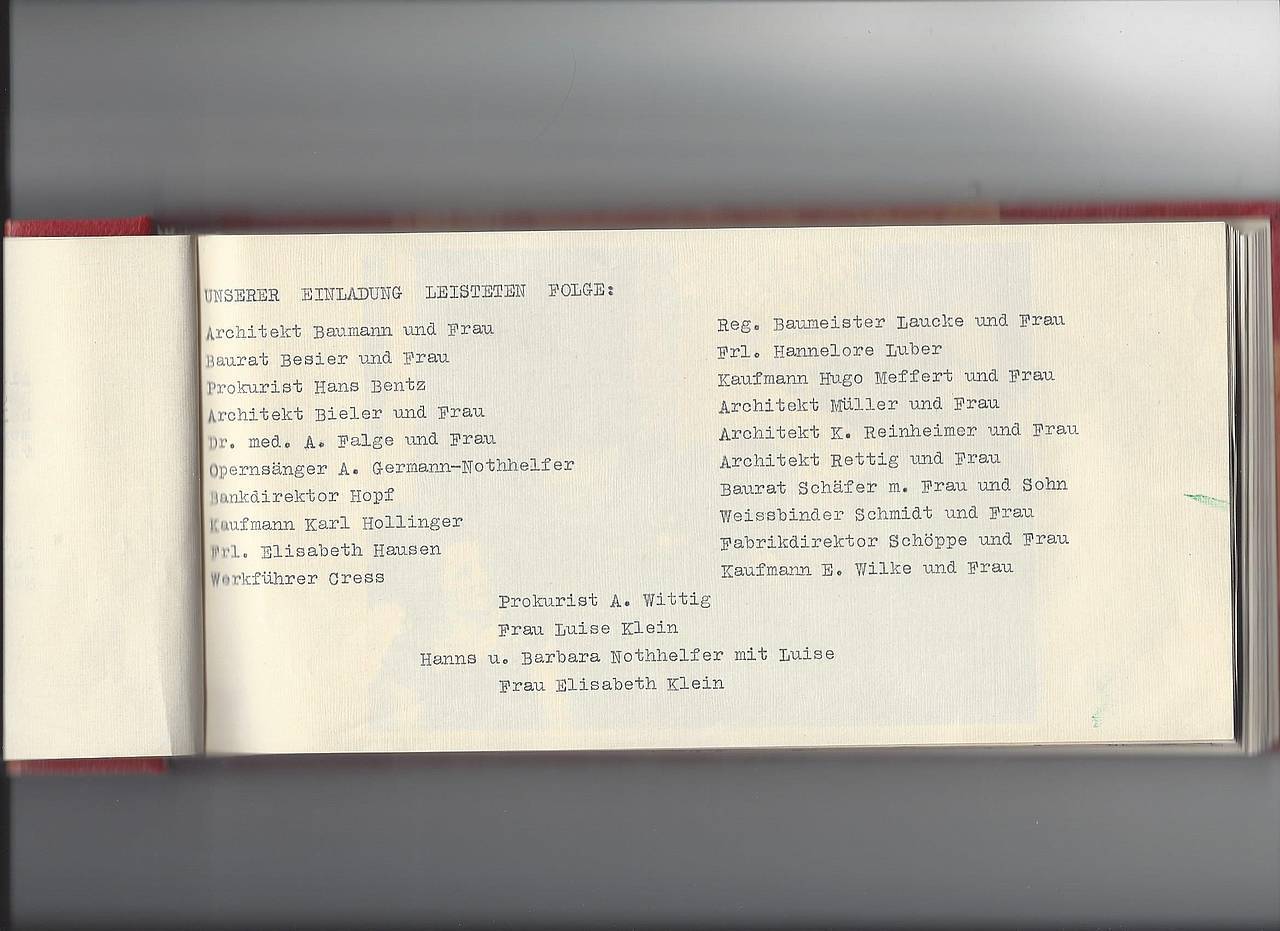 UNSERER EINLADUNG LEISTETEN FOLGE:
Architekt Baumann und Frau
Baurat Besier und Frau
Prokurist Hans Bentz
Architekt Bieler und Frau
Dr. med. A. Falge und Frau
Opernsänger A. Germann-Nothhelfer
Bankdirektor Hopf
Kaufmann Karl Hollinger
Frl. Elisabeth Hausen
Werkführer Cress
Reg. Baumeister Laucke und Frau
Frl. Hannelore Luber
Kaufmann Hugo Meffert und Frau
Architekt Müller und Frau
Architekt K. Reinheimer und Frau
Architekt Rettig und Frau
Baurat Schäfer m. Frau und Sohn
Weissbinder Schmidt und Frau
Fabrikdirektor Schöppe und Frau
Kaufmann E. Wilke und Frau
Prokurist A. Wittig
Frau Luise Klein
Hanns u. Barbara Nothhelfer mit Luise
Frau Elisabeth Klein